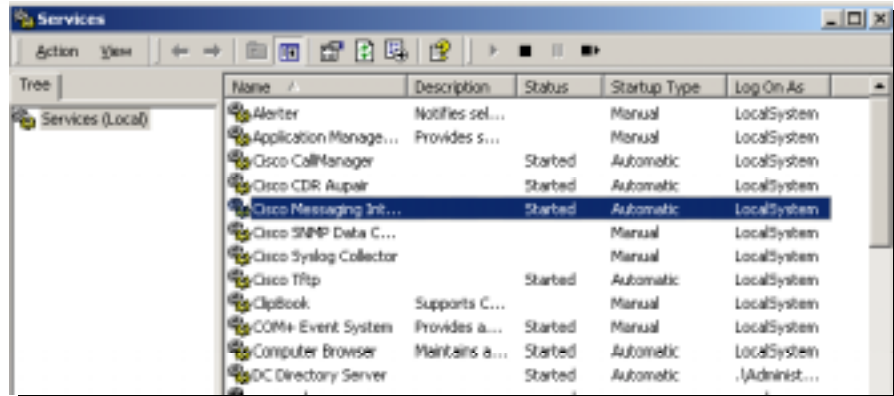 Services
Action View
Tree
Name Description Status Startup Type Log On As
Services (Local)
Alerter Notifies sel... Manual LocalSystem
Application Manage... Provides s... Manual LocalSystem
Cisco CallManager Started Automatic LocalSystem
Cisco CDR Aupair Started Automatic LocalSystem
Cisco Messaging Int... Started Automatic LocalSystem
Cisco SNMP Data C... Manual LocalSystem
Cisco Syslog Collector Manual LocalSystem
Cisco Tftp Started Automatic LocalSystem
ClipBook Supports C... Manual LocalSystem
COM+ Event System Provides a... Started Manual LocalSystem
Computer Browser Maintains a... Started Automatic LocalSystem
DC Directory Server Started Automatic .\Administ...